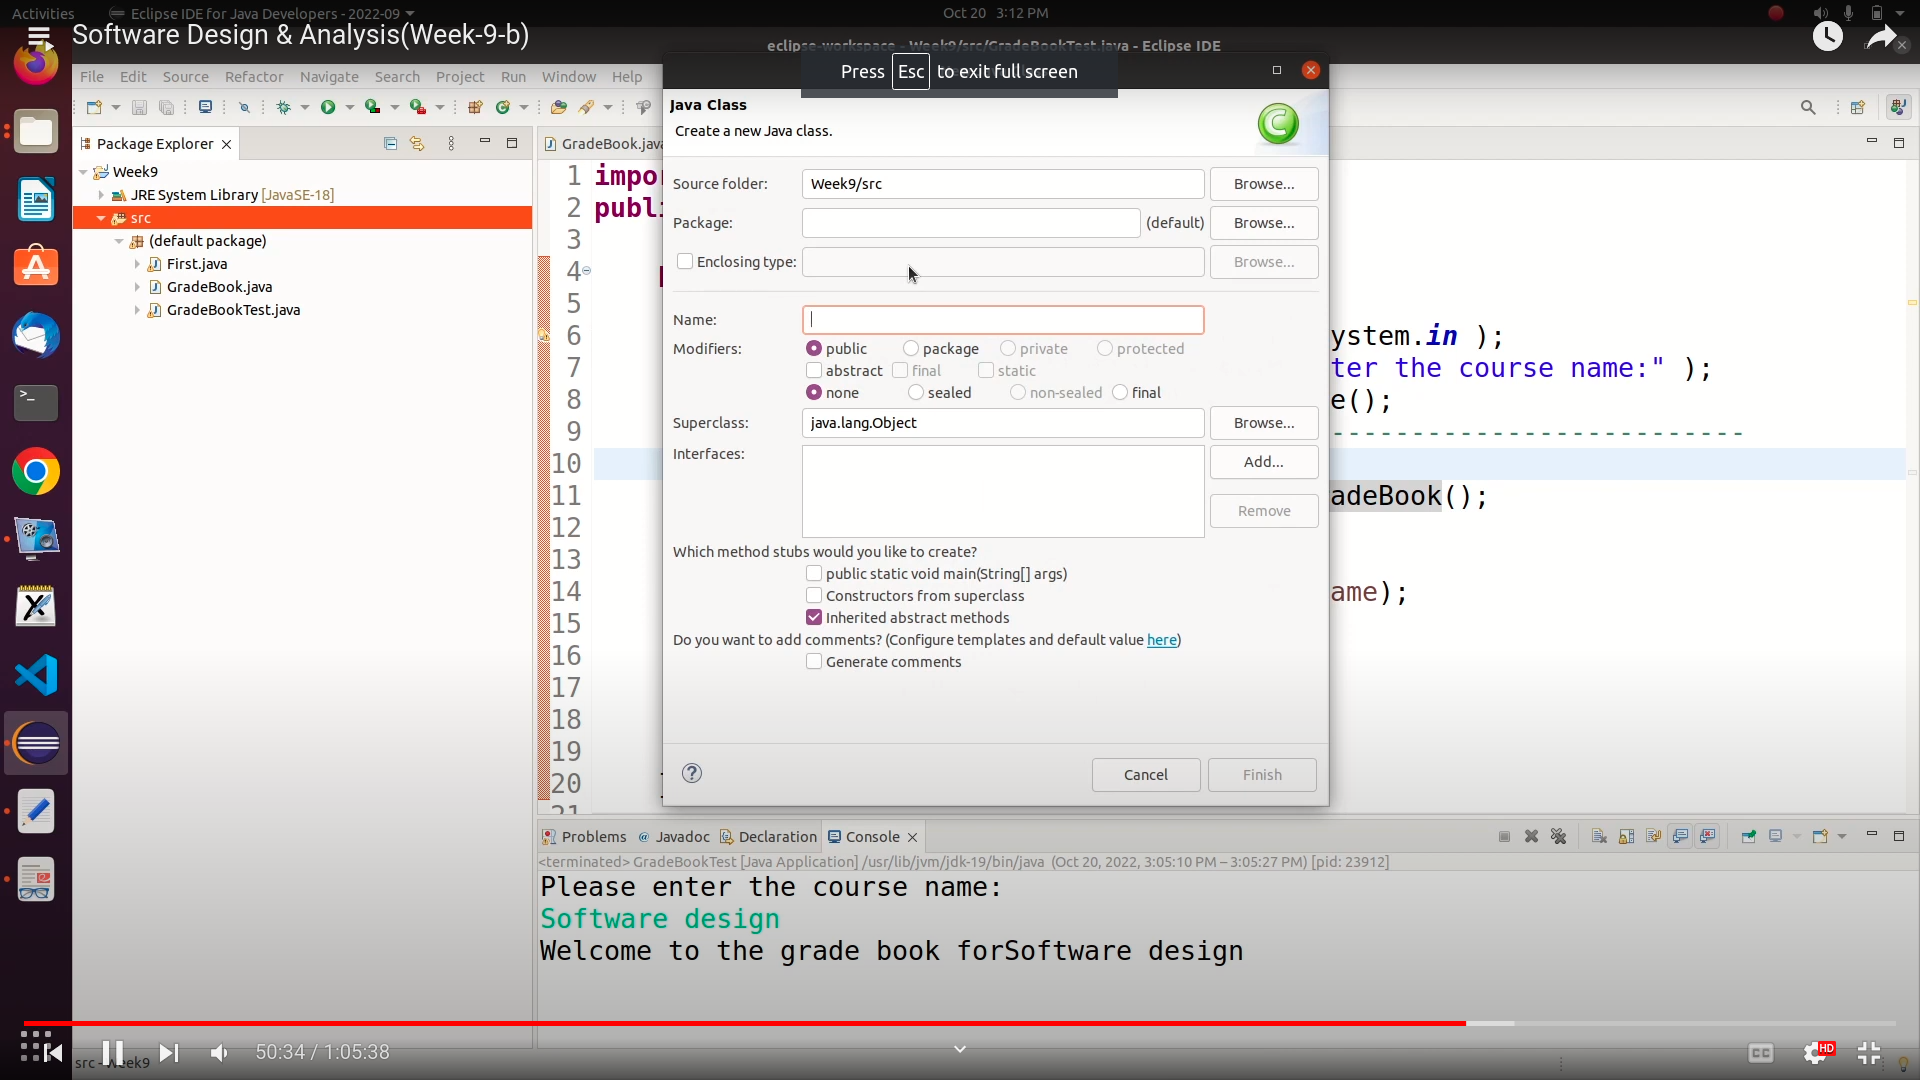 Activities
Eclipse IDE for Java Developers - 2022-09
Oct 20 3:12 PM
Software Design & Analysis(Week-9-b)
eclipse-workspace - Week9/src/GradeBookTest.java - Eclipse IDE
Press Esc to exit full screen
File Edit Source Refactor Navigate Search Project Run Window Help
Package Explorer
Week9
JRE System Library [JavaSE-18]
src
(default package)
First.java
GradeBook.java
GradeBookTest.java
GradeBook.java
1 impor
2 publi
3
4
5
6
7
8
9
10
11
12
13
14
15
16
17
18
19
20
21
ystem.in );
ter the course name:" );
e();
---------------------------
adeBook();
ame);
Java Class
Create a new Java class.
Source folder: Week9/src Browse...
Package: (default) Browse...
Enclosing type: Browse...
Name:
Modifiers: public package private protected
abstract final static
none sealed non-sealed final
Superclass: java.lang.Object Browse...
Interfaces: Add...
Remove
Which method stubs would you like to create?
public static void main(String[] args)
Constructors from superclass
Inherited abstract methods
Do you want to add comments? (Configure templates and default value here)
Generate comments
? Cancel Finish
Problems @ Javadoc Declaration Console
<terminated> GradeBookTest [Java Application] /usr/lib/jvm/jdk-19/bin/java (Oct 20, 2022, 3:05:10 PM – 3:05:27 PM) [pid: 23912]
Please enter the course name:
Software design
Welcome to the grade book forSoftware design
50:34 / 1:05:38
CC
HD
src - Week9